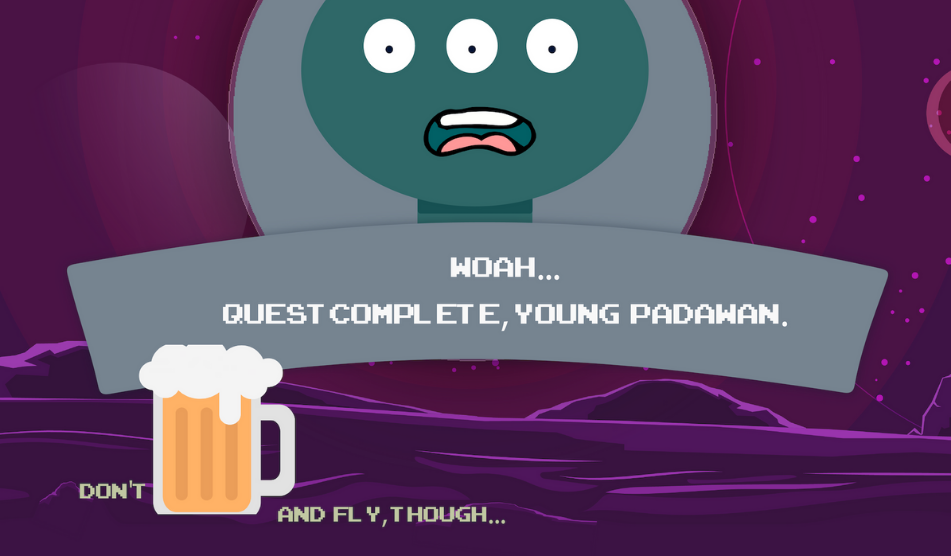 WOAH...
QUEST COMPLETE, YOUNG PADAWAN.
DON'T
AND FLY, THOUGH...